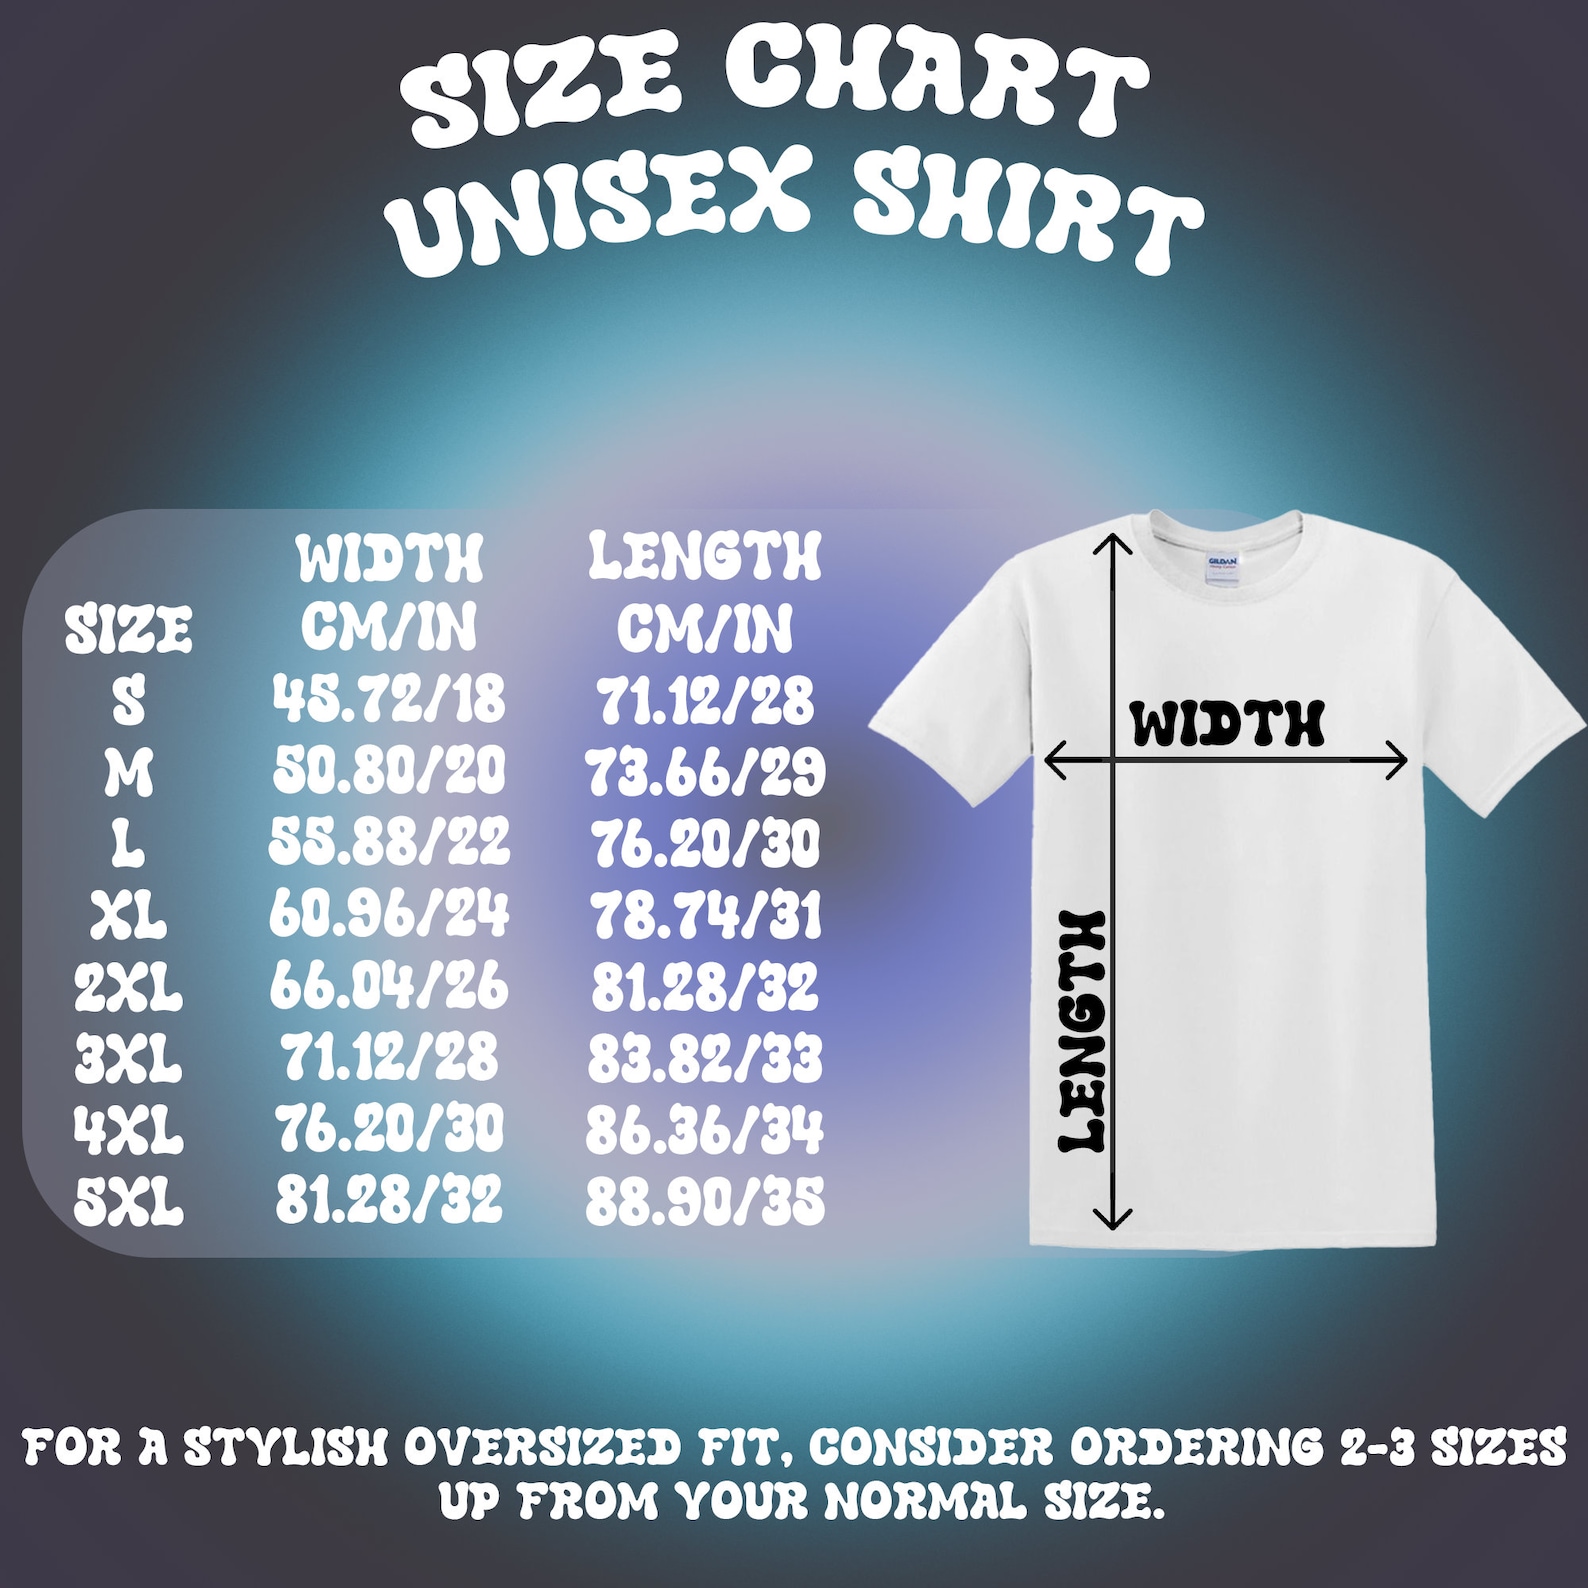 SIZE CHART
UNISEX SHIRT
WIDTH LENGTH
SIZE CM/IN CM/IN
S 45.72/18 71.12/28
M 50.80/20 73.66/29
L 55.88/22 76.20/30
XL 60.96/24 78.74/31
2XL 66.04/26 81.28/32
3XL 71.12/28 83.82/33
4XL 76.20/30 86.36/34
5XL 81.28/32 88.90/35
GILDAN
WIDTH
LENGTH
FOR A STYLISH OVERSIZED FIT, CONSIDER ORDERING 2-3 SIZES
UP FROM YOUR NORMAL SIZE.